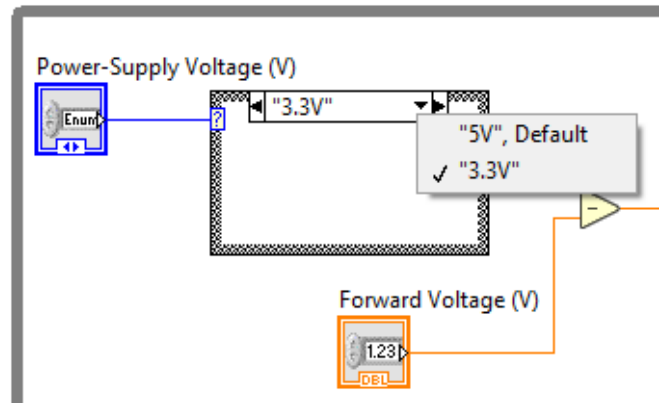 Power-Supply Voltage (V)
Enum
?
"3.3V"
"5V", Default
✓ "3.3V"
-
Forward Voltage (V)
1.23
DBL